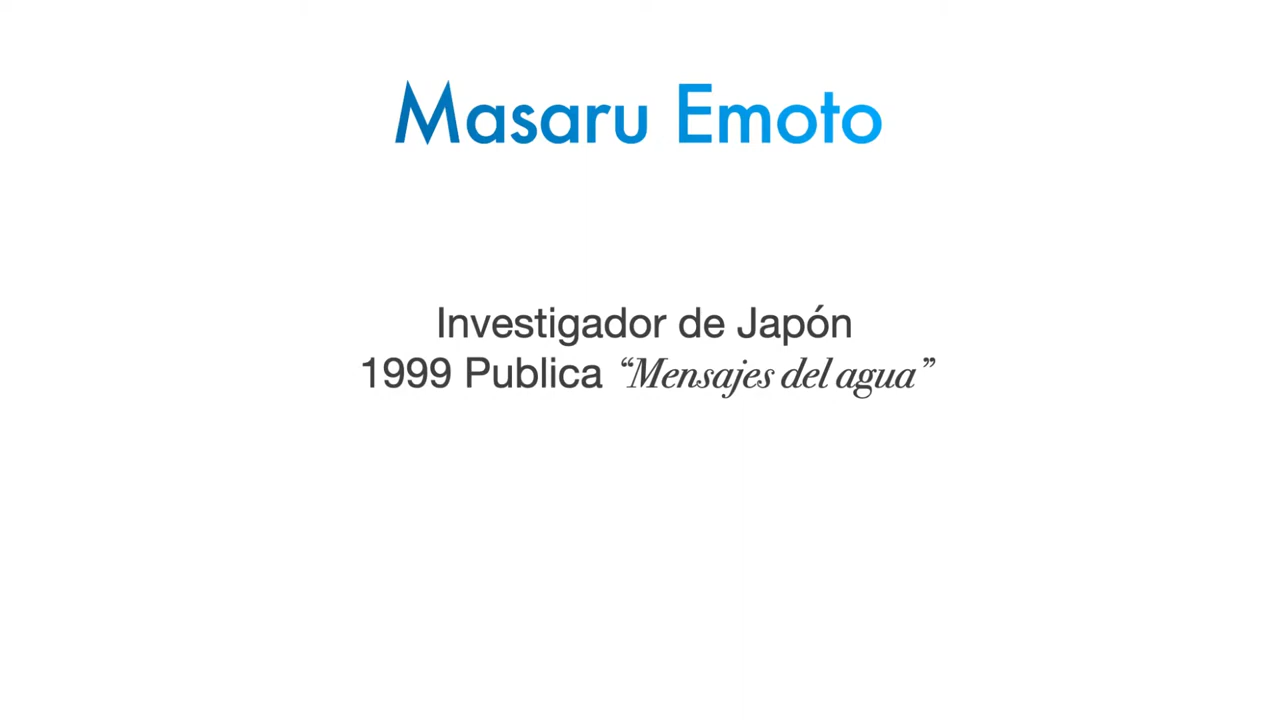 Masaru Emoto
Investigador de Japón
1999 Publica “Mensajes del agua”